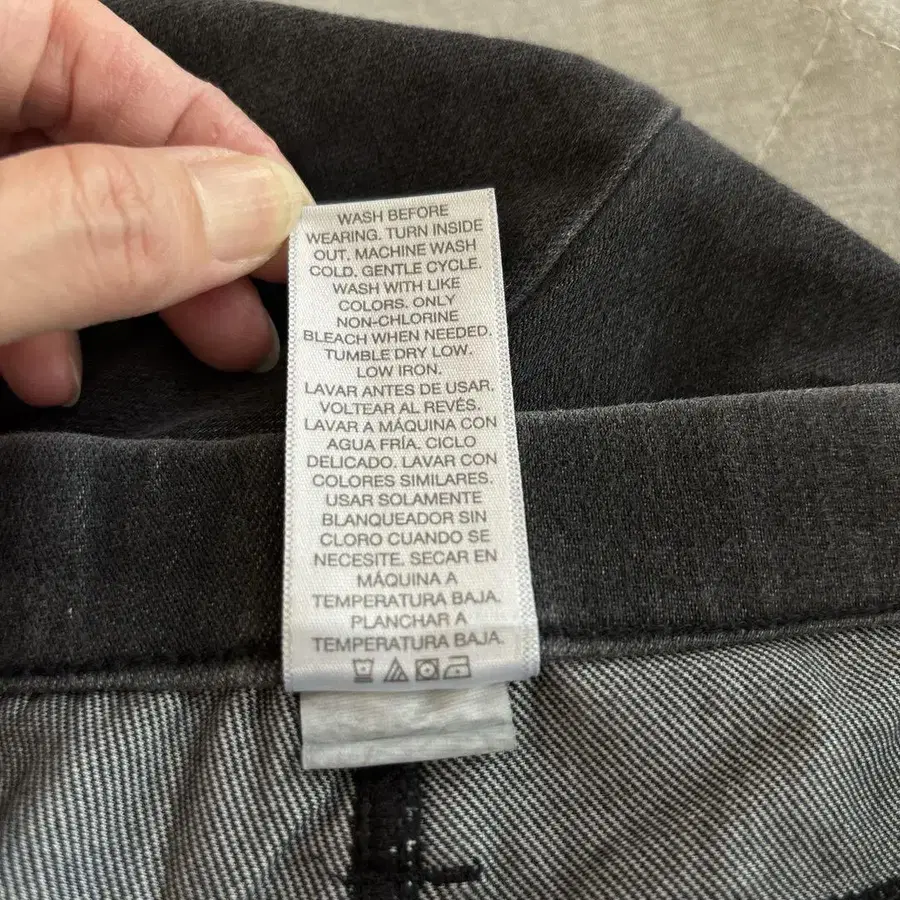 WASH BEFORE
WEARING. TURN INSIDE
OUT. MACHINE WASH
COLD. GENTLE CYCLE.
WASH WITH LIKE
COLORS. ONLY
NON-CHLORINE
BLEACH WHEN NEEDED.
TUMBLE DRY LOW.
LOW IRON.
LAVAR ANTES DE USAR.
VOLTEAR AL REVÉS.
LAVAR A MÁQUINA CON
AGUA FRÍA. CICLO
DELICADO. LAVAR CON
COLORES SIMILARES.
USAR SOLAMENTE
BLANQUEADOR SIN
CLORO CUANDO SE
NECESITE. SECAR EN
MÁQUINA A
TEMPERATURA BAJA.
PLANCHAR A
TEMPERATURA BAJA.